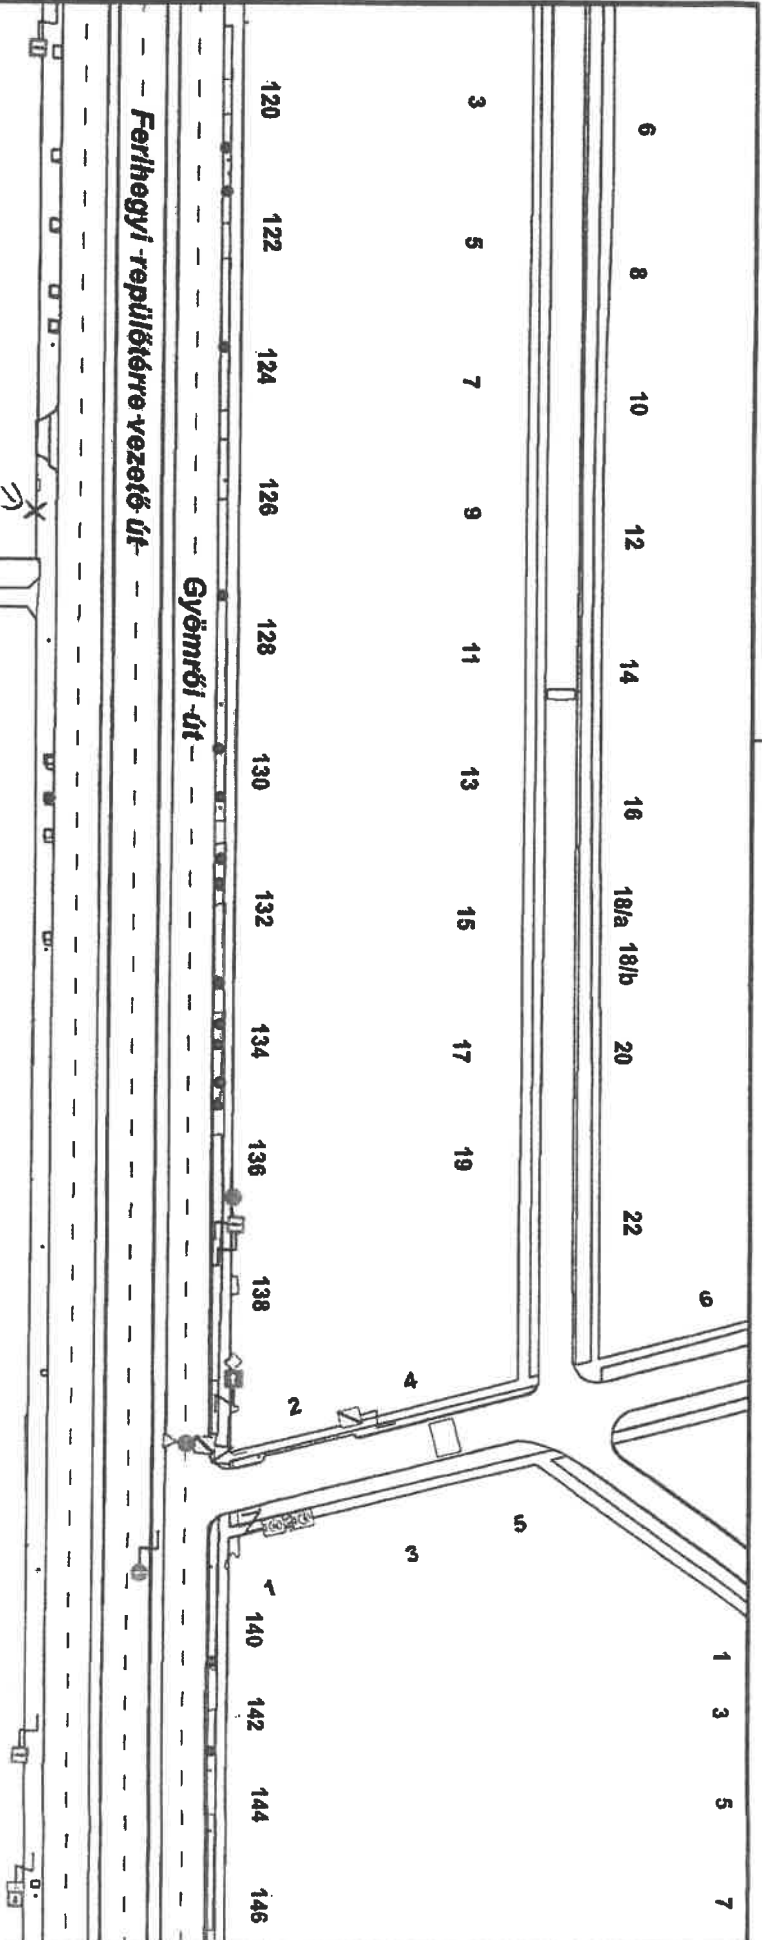 6 8 10 12 14 16 18/a 18/b 20 22 6
3 5 7 9 11 13 15 17 19
1 3 5 7
4 5
2 3
1
120 122 124 126 128 130 132 134 136 138 140 142 144 146
Gyömrői út
Ferihegyi repülőtérre vezető út